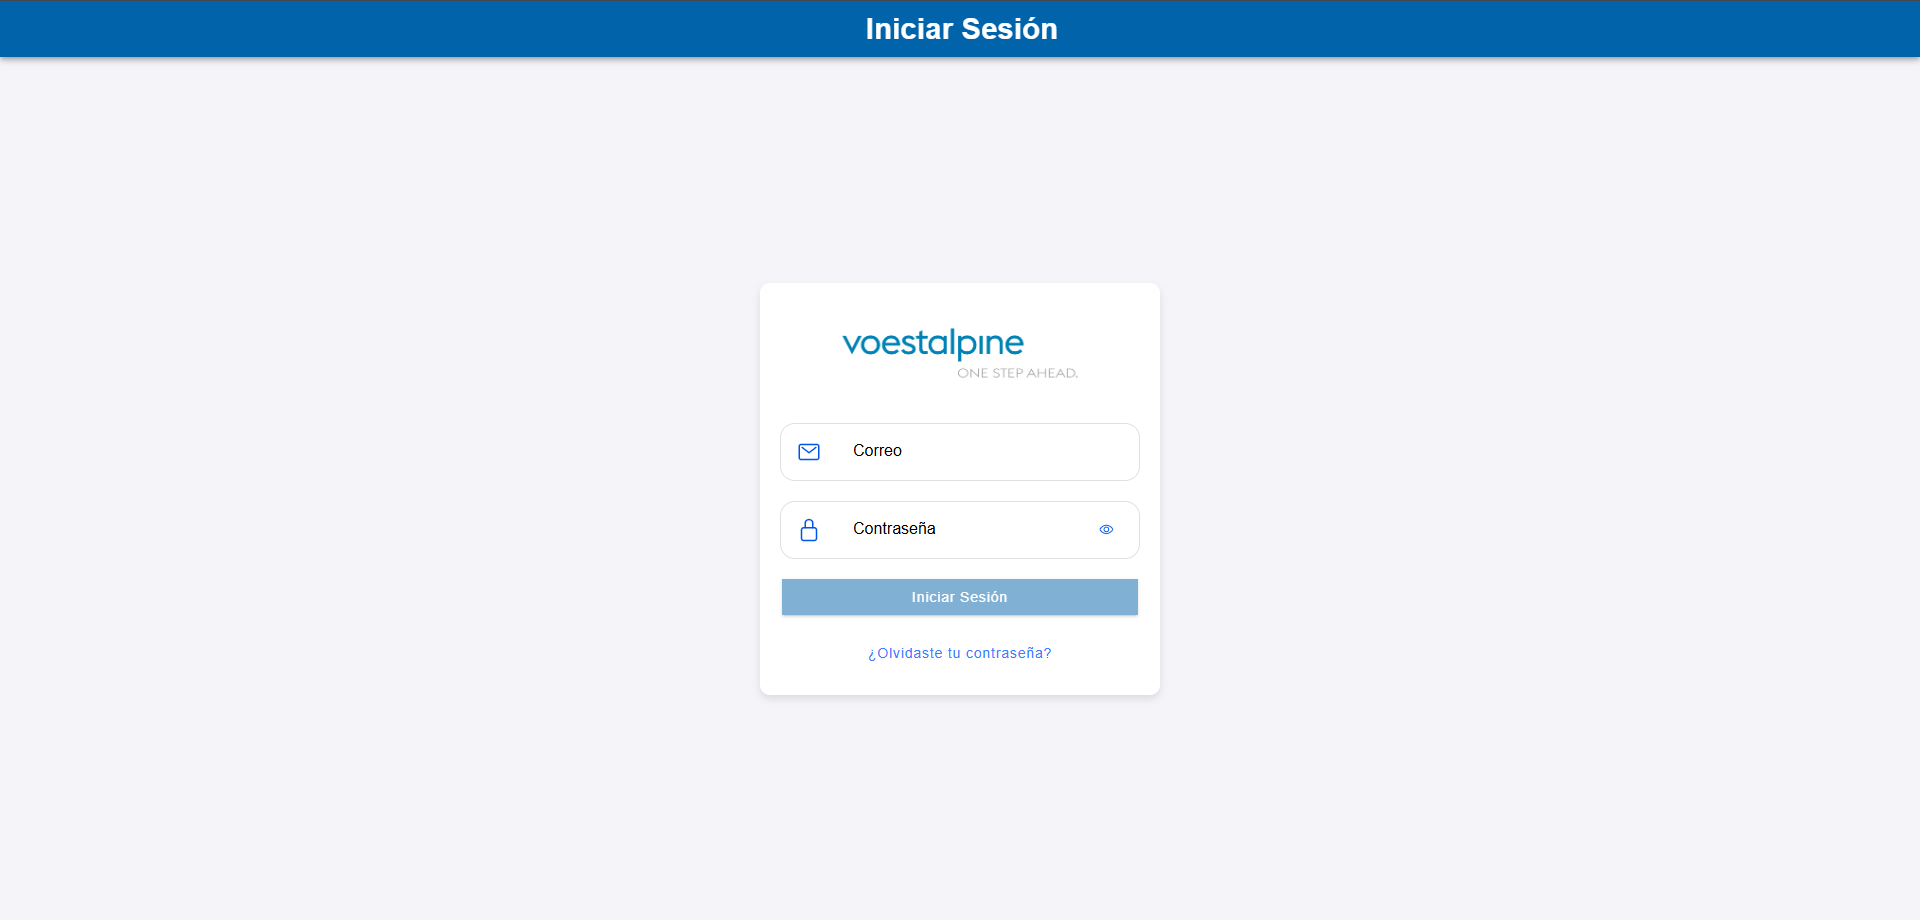 Iniciar Sesión
voestalpine
ONE STEP AHEAD.
Correo
Contraseña
Iniciar Sesión
¿Olvidaste tu contraseña?